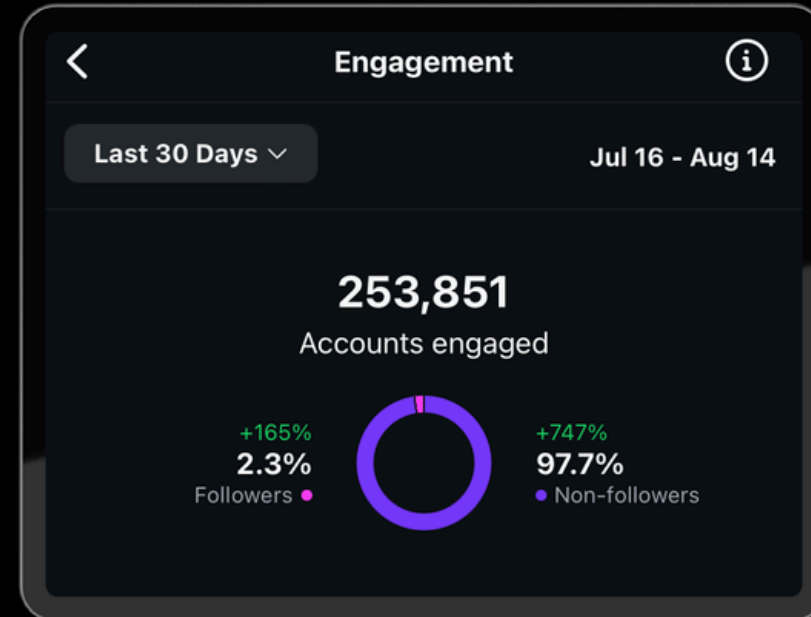 Engagement
Last 30 Days
Jul 16 - Aug 14
253,851
Accounts engaged
+165%
2.3%
Followers
+747%
97.7%
Non-followers